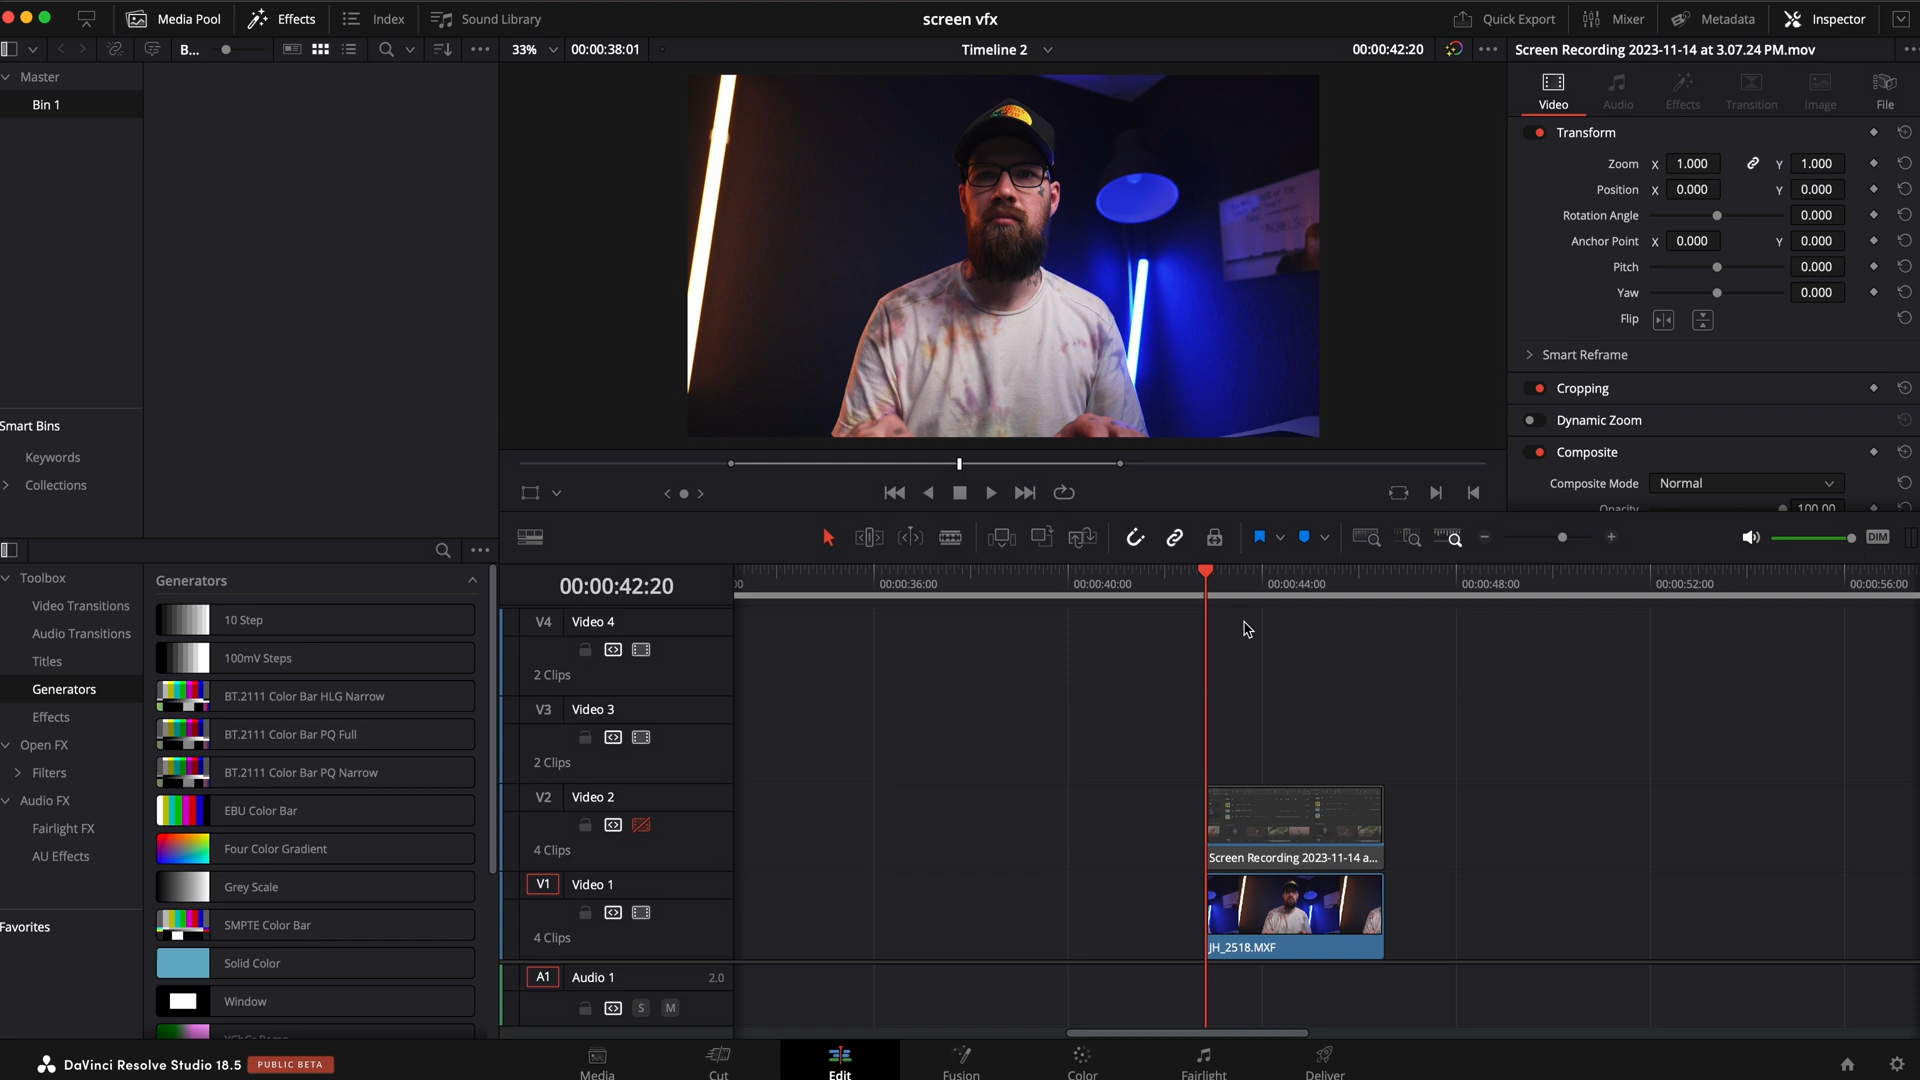 Media Pool
Effects
Index
Sound Library
screen vfx
Quick Export
Mixer
Metadata
Inspector
B...
33%
00:00:38:01
Timeline 2
00:00:42:20
Screen Recording 2023-11-14 at 3.07.24 PM.mov
Master
Bin 1
Video
Audio
Effects
Transition
Image
File
Transform
Zoom X 1.000 Y 1.000
Position X 0.000 Y 0.000
Rotation Angle 0.000
Anchor Point X 0.000 Y 0.000
Pitch 0.000
Yaw 0.000
Flip
Smart Reframe
Cropping
Dynamic Zoom
Composite
Composite Mode Normal
Opacity 100.00
Smart Bins
Keywords
Collections
DIM
Toolbox
Video Transitions
Audio Transitions
Titles
Generators
Effects
Open FX
Filters
Audio FX
Fairlight FX
AU Effects
Favorites
Generators
10 Step
100mV Steps
BT.2111 Color Bar HLG Narrow
BT.2111 Color Bar PQ Full
BT.2111 Color Bar PQ Narrow
EBU Color Bar
Four Color Gradient
Grey Scale
SMPTE Color Bar
Solid Color
Window
00:00:42:20
00:00:36:00
00:00:40:00
00:00:44:00
00:00:48:00
00:00:52:00
00:00:56:00
V4 Video 4
2 Clips
V3 Video 3
2 Clips
V2 Video 2
4 Clips
V1 Video 1
4 Clips
A1 Audio 1 2.0
S M
Screen Recording 2023-11-14 a...
JH_2518.MXF
DaVinci Resolve Studio 18.5
PUBLIC BETA
Media
Cut
Edit
Fusion
Color
Fairlight
Deliver